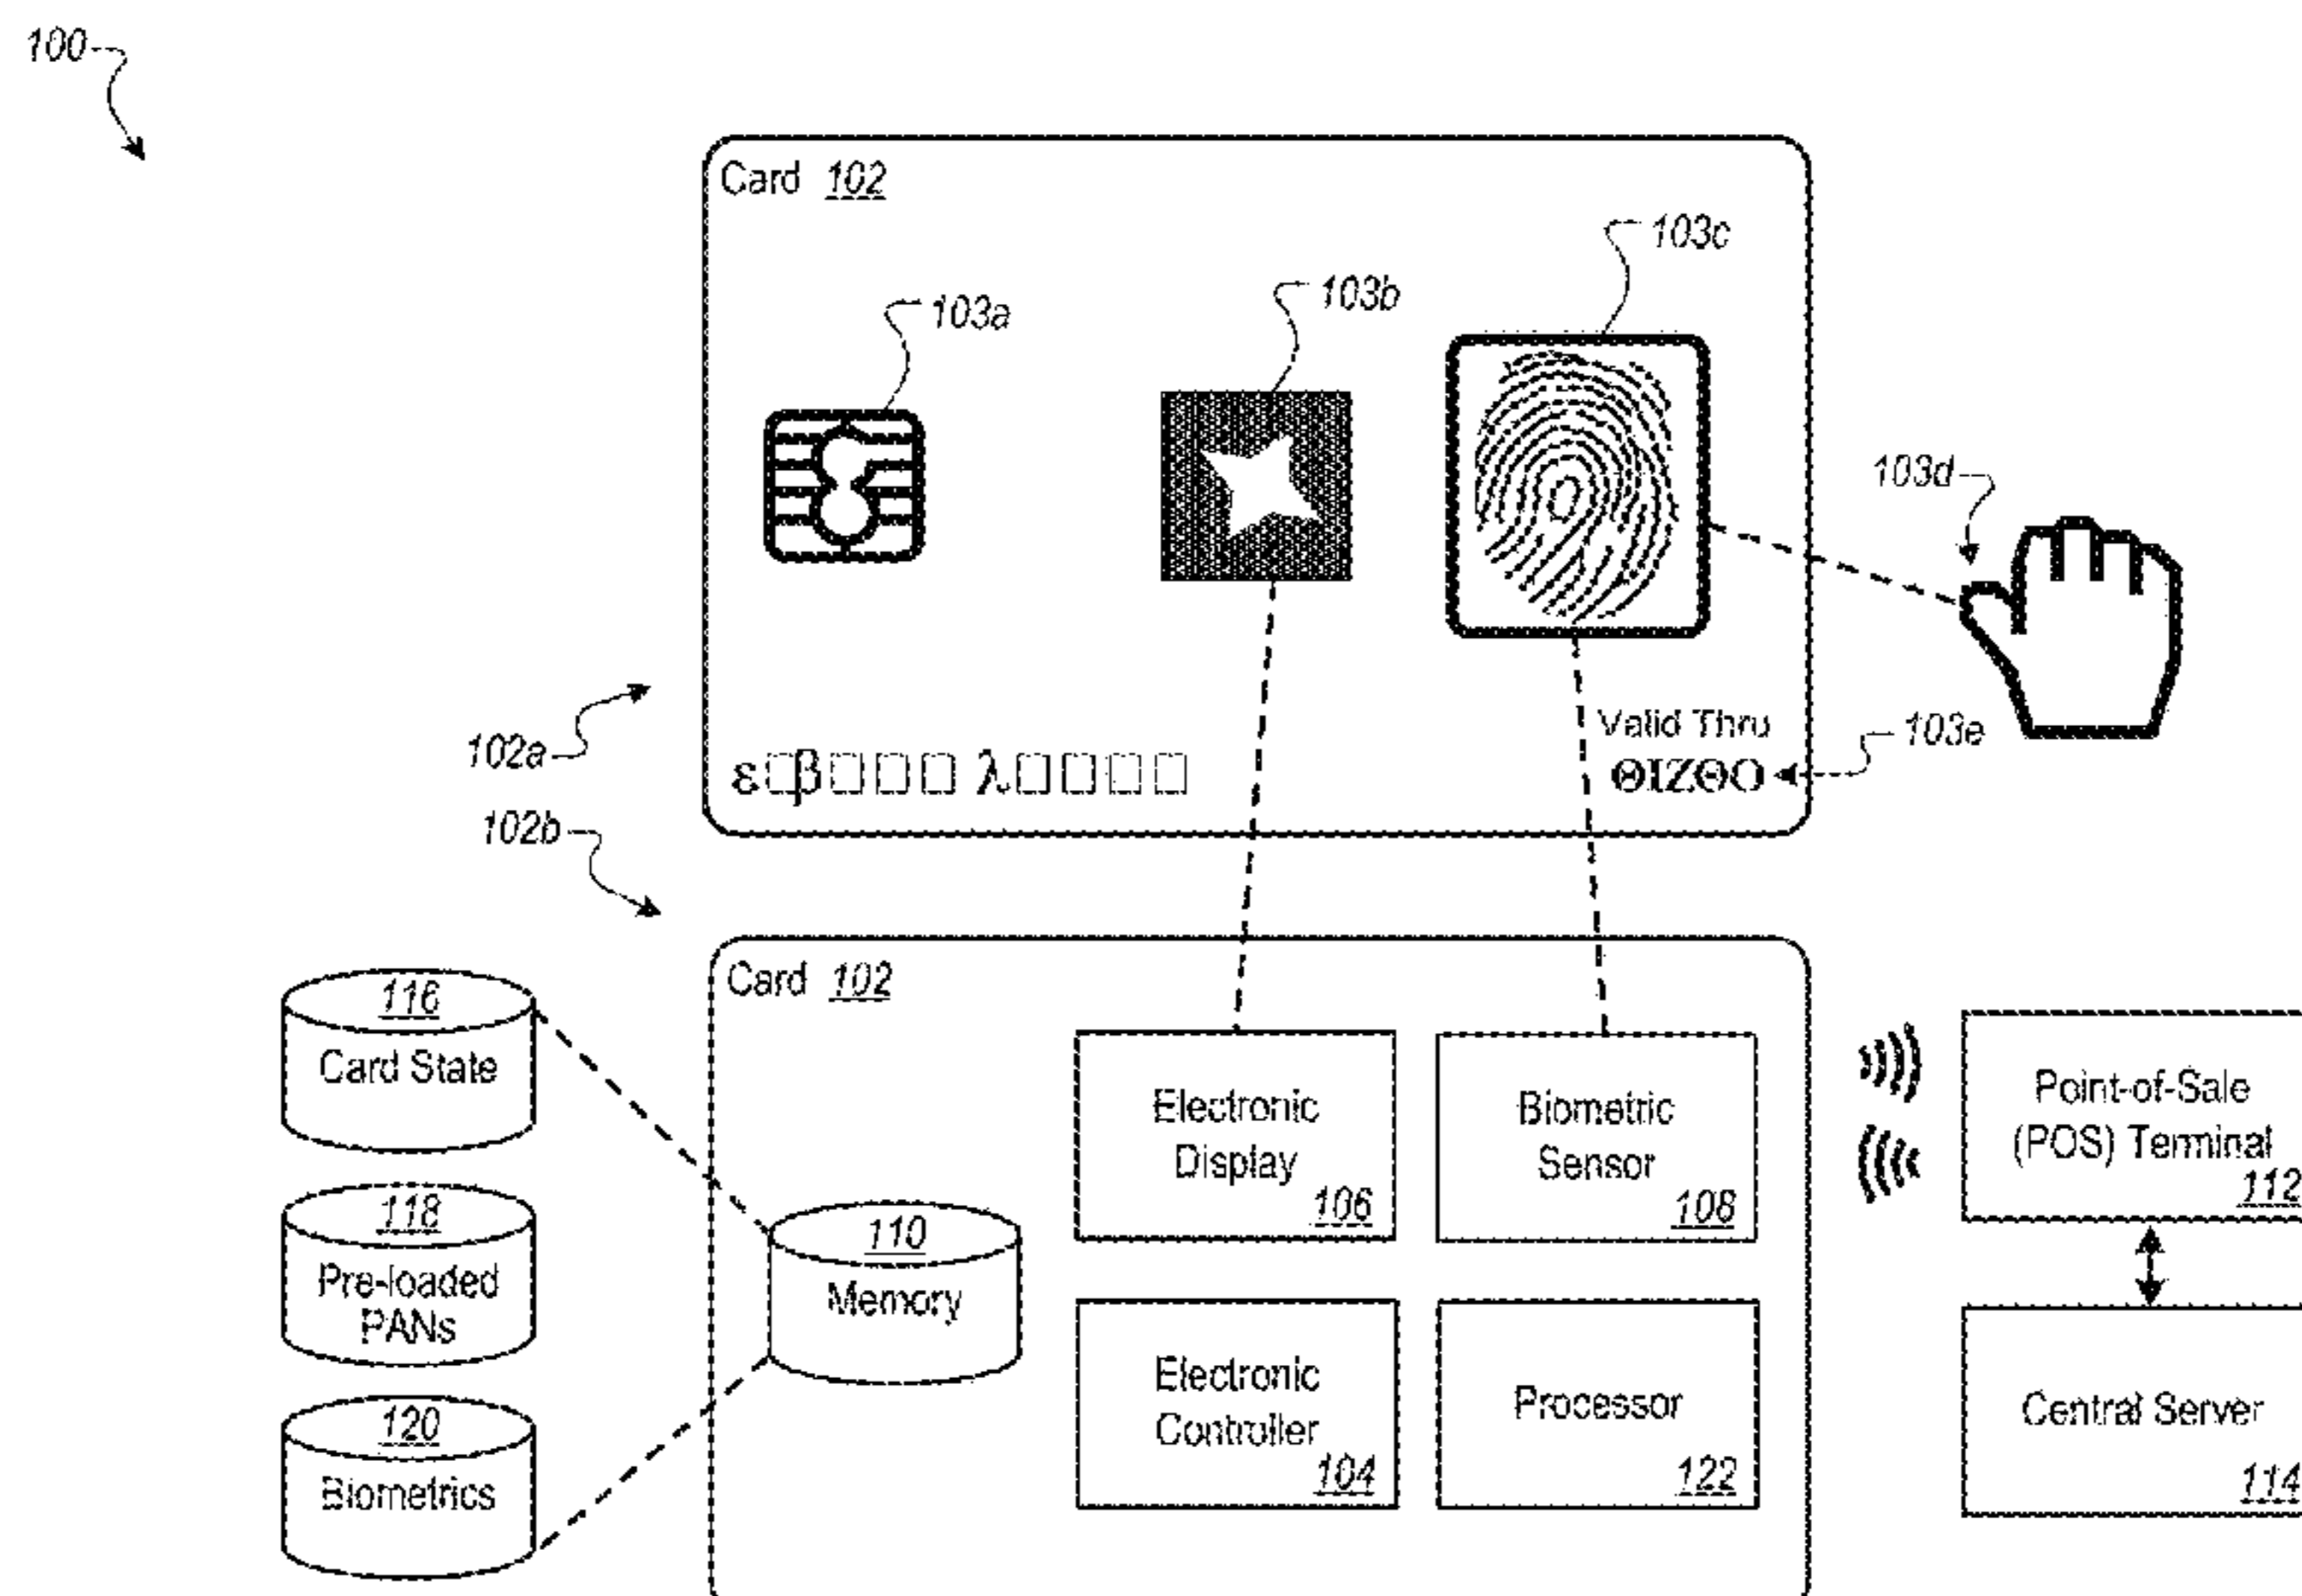 100
Card 102
103c
103b
103a
103d
102a
Valid Thru
103e
ε□β□□□ λ□□□□
ΘΙΖΘΟ
102b
Card 102
116
Card State
118
Pre-loaded
PANs
120
Biometrics
110
Memory
Electronic
Display
106
Biometric
Sensor
108
Electronic
Controller
104
Processor
122
Point-of-Sale
(POS) Terminal
112
Central Server
114